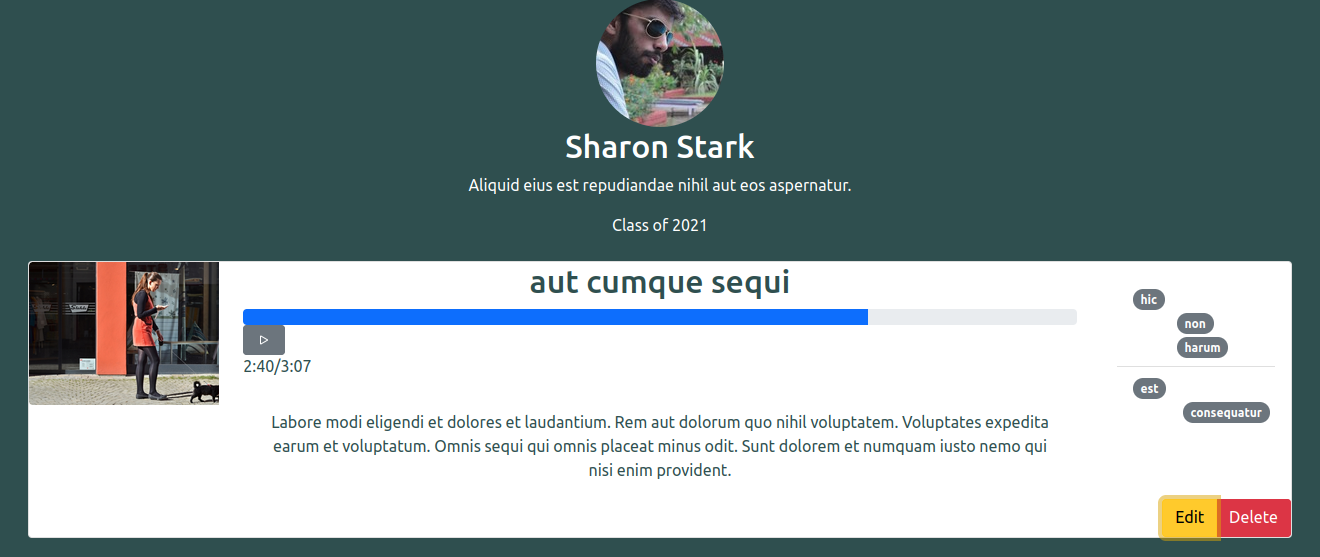 Sharon Stark
Aliquid eius est repudiandae nihil aut eos aspernatur.
Class of 2021
aut cumque sequi
2:40/3:07
Labore modi eligendi et dolores et laudantium. Rem aut dolorum quo nihil voluptatem. Voluptates expedita
earum et voluptatum. Omnis sequi qui omnis placeat minus odit. Sunt dolorem et numquam iusto nemo qui
nisi enim provident.
hic
non
harum
est
consequatur
Edit
Delete